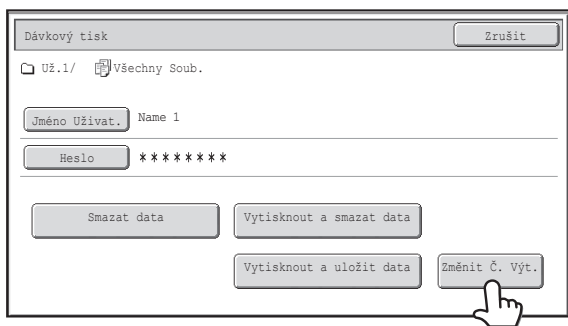 Dávkový tisk Zrušit
Už.1/ Všechny Soub.
Jméno Uživat. Name 1
Heslo ********
Smazat data Vytisknout a smazat data
Vytisknout a uložit data Změnit Č. Výt.